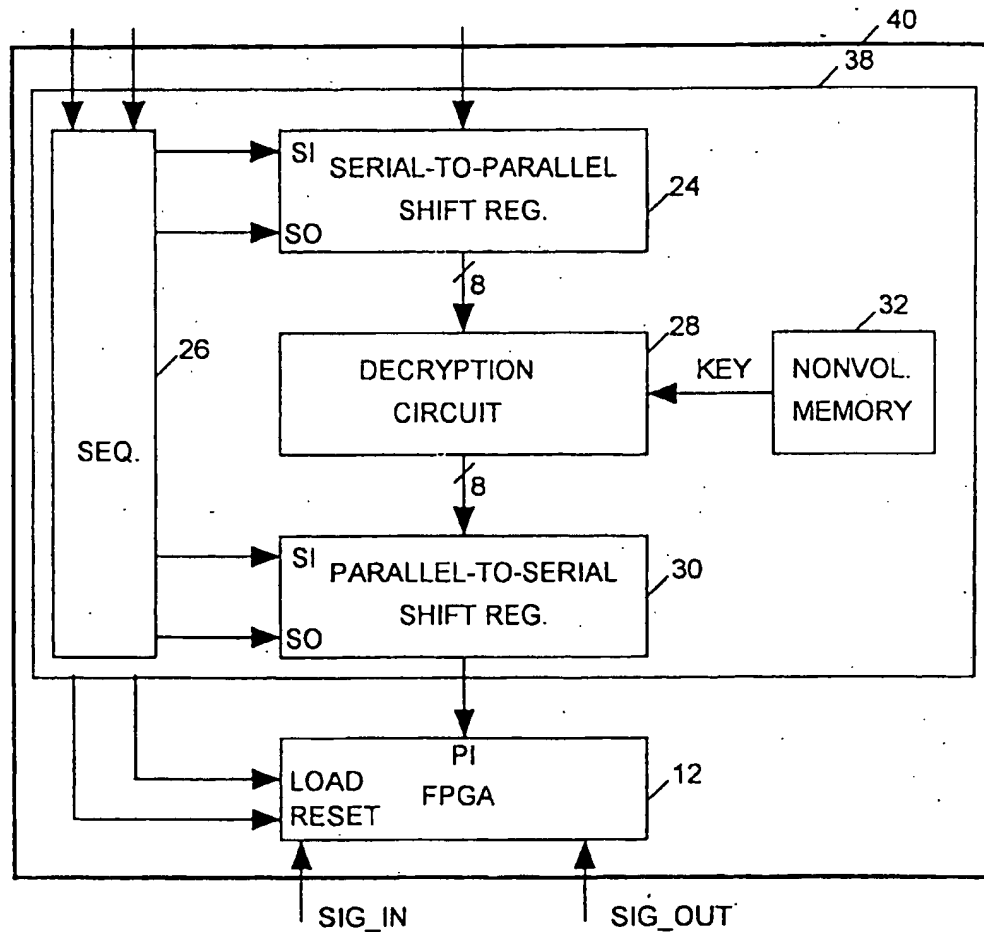 40
38
SI
SERIAL-TO-PARALLEL
SHIFT REG.
SO
24
8
26
SEQ.
DECRYPTION
CIRCUIT
28
KEY
32
NONVOL.
MEMORY
8
SI
PARALLEL-TO-SERIAL
SHIFT REG.
SO
30
PI
LOAD
FPGA
RESET
12
SIG_IN
SIG_OUT